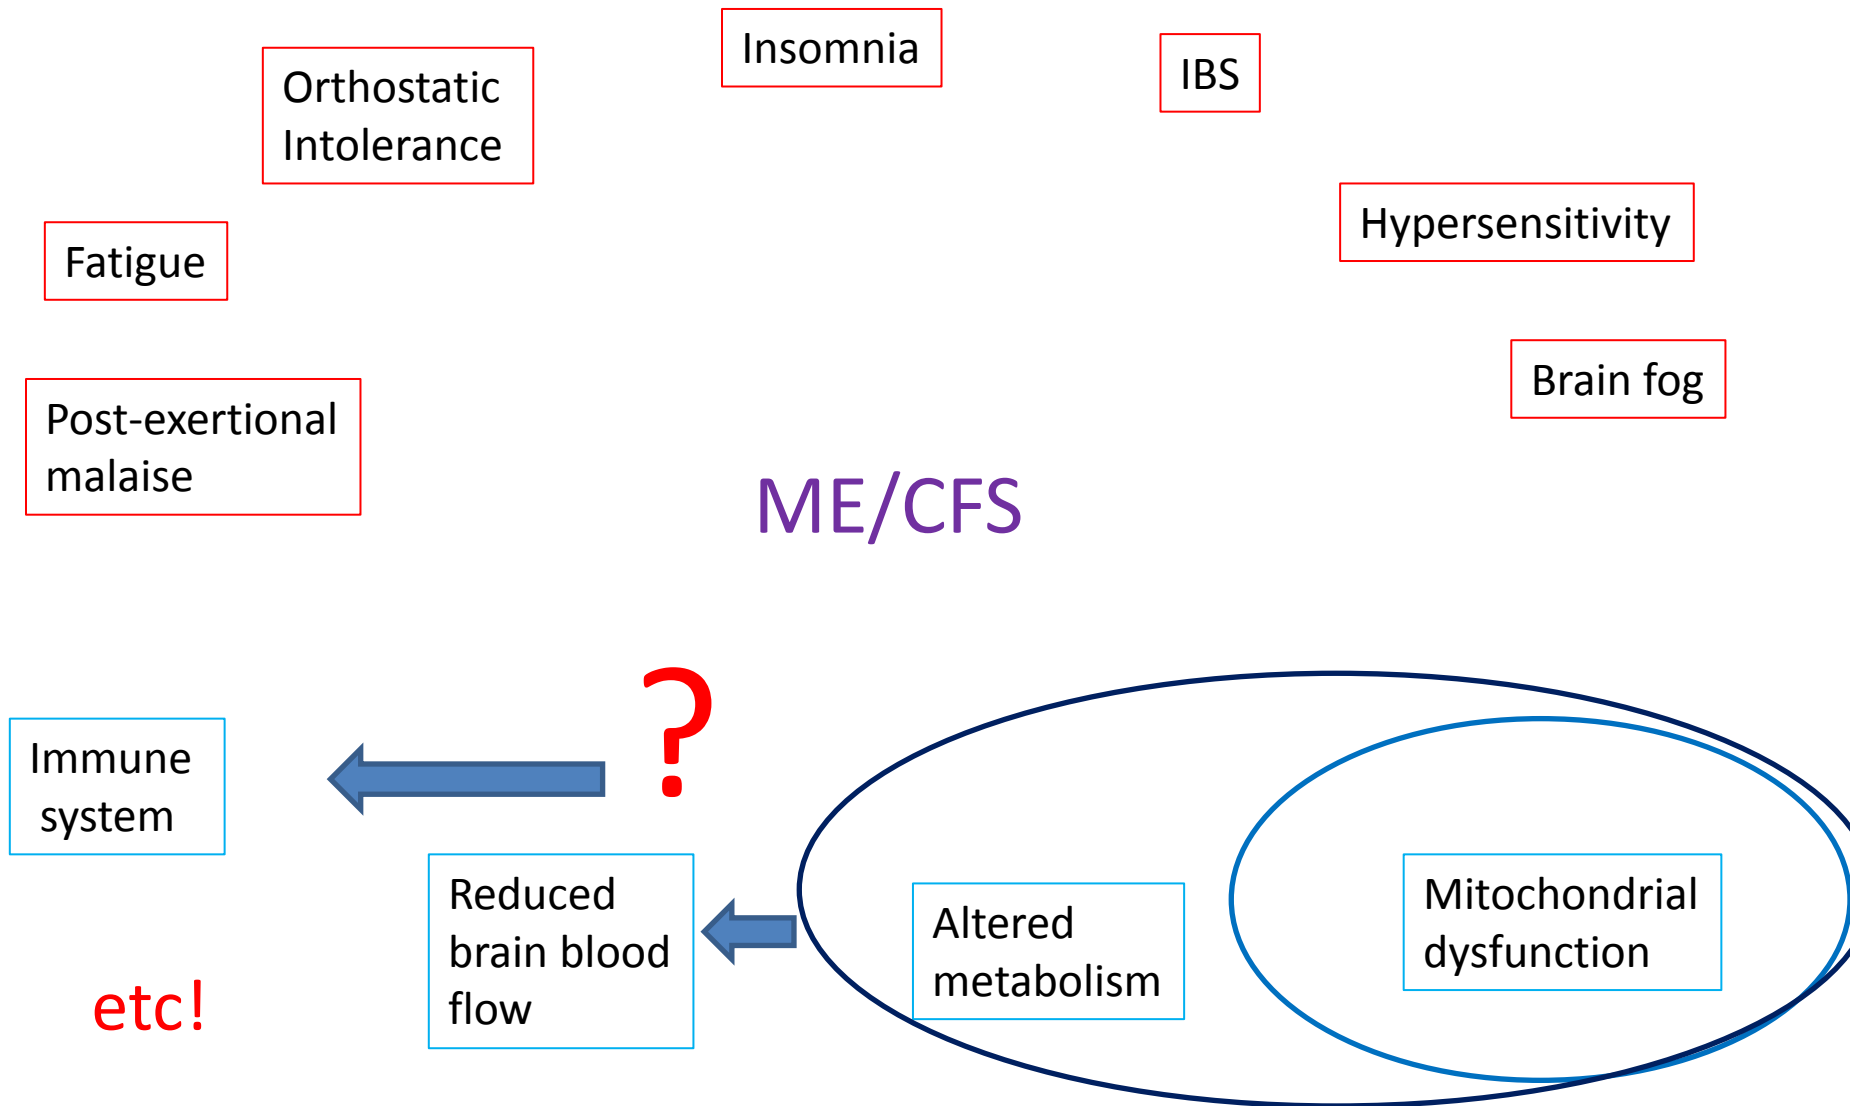 Insomnia
IBS
Orthostatic
Intolerance
Hypersensitivity
Fatigue
Brain fog
Post-exertional
malaise
ME/CFS
?
Immune
system
Reduced
brain blood
flow
Altered
metabolism
Mitochondrial
dysfunction
etc!